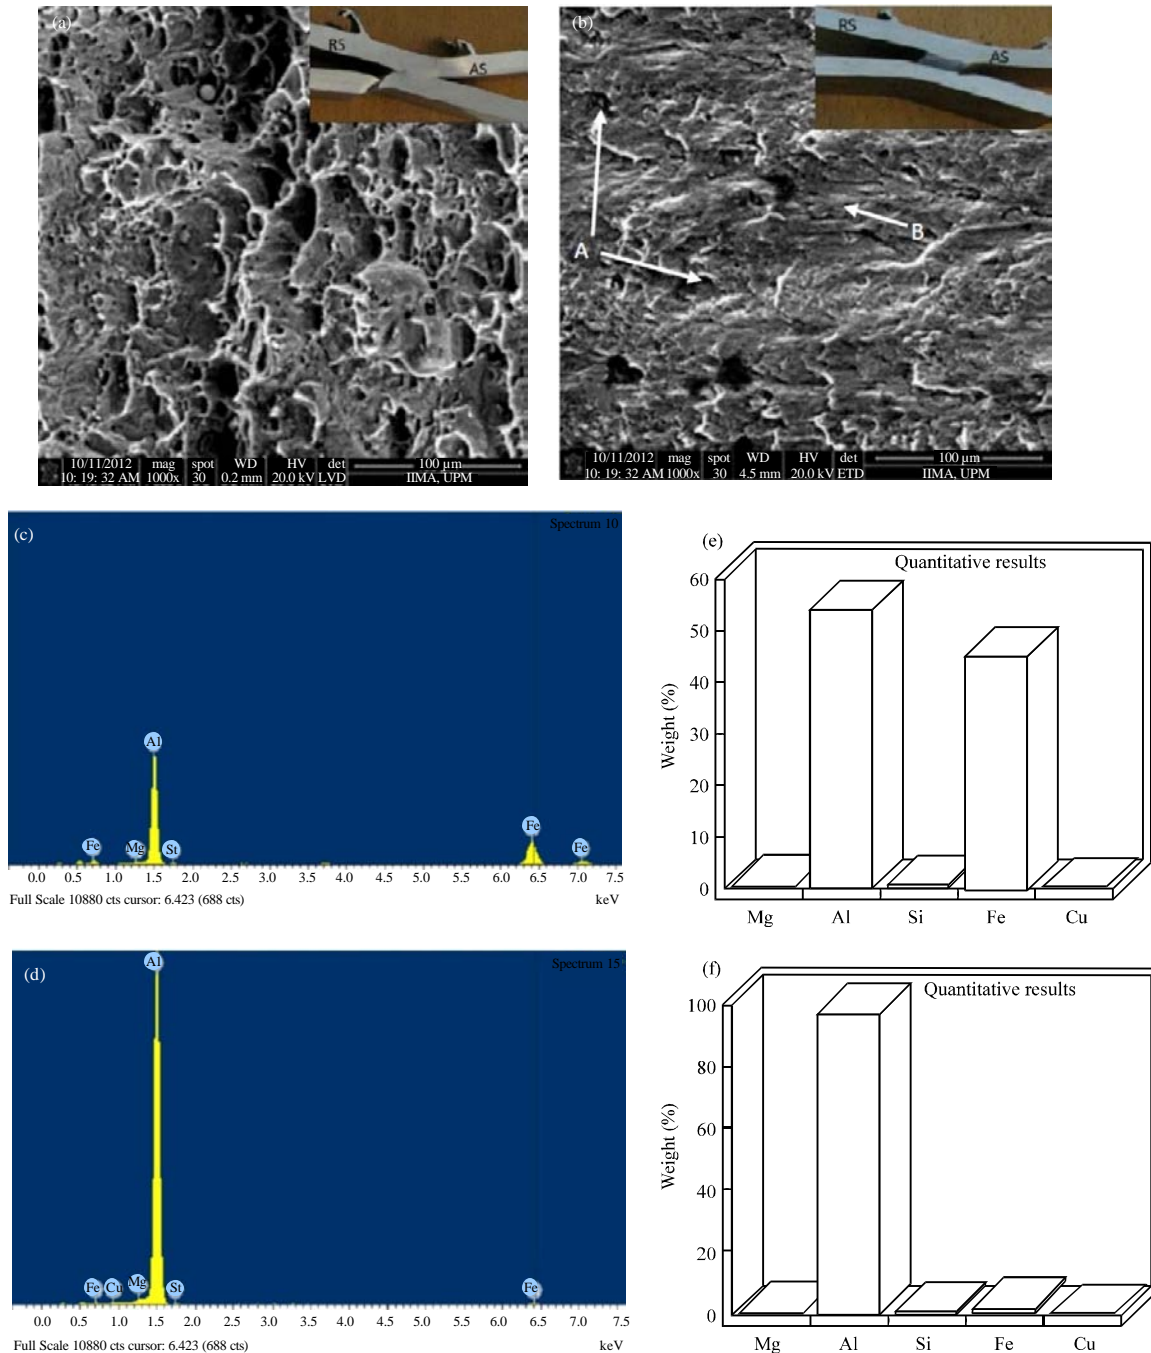 (a)
RS
AS
10/11/2012 mag spot WD HV det 100 µm
10: 19: 32 AM 1000x 30 0.2 mm 20.0 kV LVD IIMA, UPM
(b)
RS
AS
A
B
10/11/2012 mag spot WD HV det 100 µm
10: 19: 32 AM 1000x 30 4.5 mm 20.0 kV ETD IIMA, UPM
(c)
Spectrum 10
Al
Fe
Fe Mg St Fe
0.0 0.5 1.0 1.5 2.0 2.5 3.0 3.5 4.0 4.5 5.0 5.5 6.0 6.5 7.0 7.5
Full Scale 10880 cts cursor: 6.423 (688 cts) keV
(e)
Quantitative results
60
50
40
30
20
10
0
Weight (%)
Mg Al Si Fe Cu
(d)
Spectrum 15
Al
Fe Cu Mg St Fe
0.0 0.5 1.0 1.5 2.0 2.5 3.0 3.5 4.0 4.5 5.0 5.5 6.0 6.5 7.0 7.5
Full Scale 10880 cts cursor: 6.423 (688 cts) keV
(f)
Quantitative results
100
80
60
40
20
0
Weight (%)
Mg Al Si Fe Cu